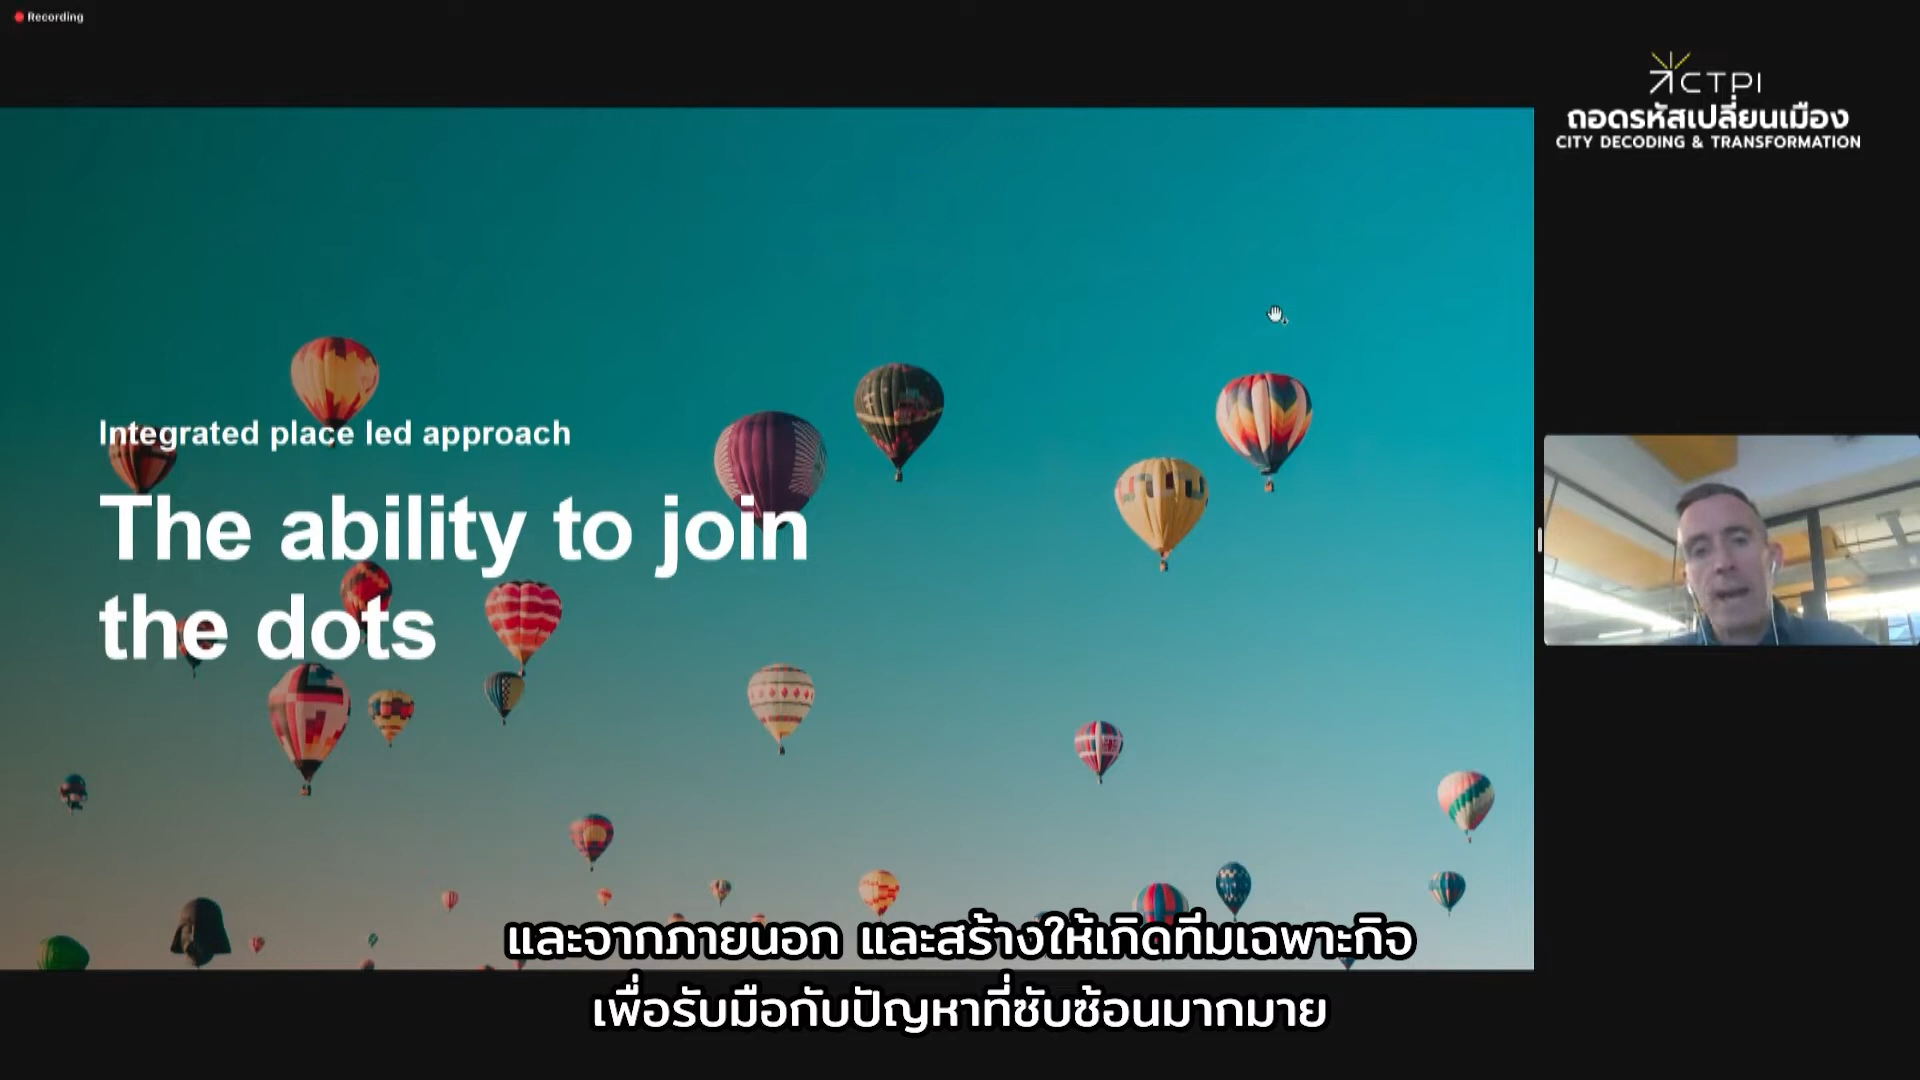 Recording
ACTPI
ถอดรหัสเปลี่ยนเมือง
CITY DECODING & TRANSFORMATION
Integrated place led approach
The ability to join
the dots
และจากภายนอก และสร้างให้เกิดทีมเฉพาะกิจ
เพื่อรับมือกับปัญหาที่ซับซ้อนมากมาย